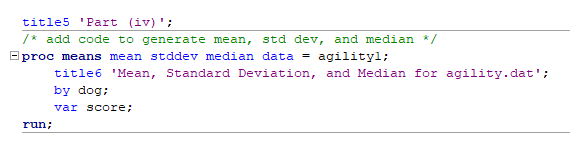 title5 'Part (iv)';
/* add code to generate mean, std dev, and median */
proc means mean stddev median data = agilityl;
title6 'Mean, Standard Deviation, and Median for agility.dat';
by dog;
var score;
run;